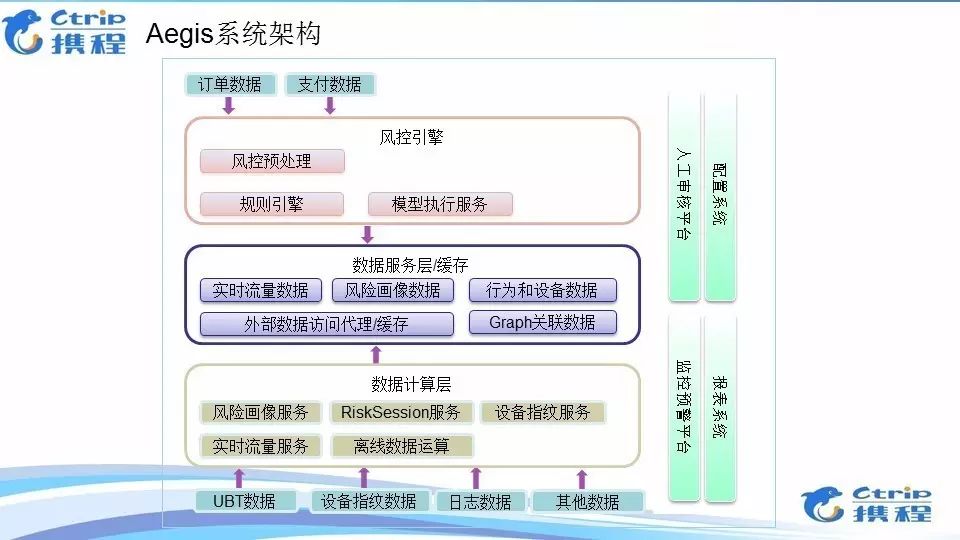 Ctrip
携程
Aegis系统架构
订单数据
支付数据
风控引擎
风控预处理
规则引擎
模型执行服务
数据服务层/缓存
实时流量数据
风险画像数据
行为和设备数据
外部数据访问代理/缓存
Graph关联数据
数据计算层
风险画像服务
RiskSession服务
设备指纹服务
实时流量服务
离线数据运算
UBT数据
设备指纹数据
日志数据
其他数据
人工审核平台
配置系统
监控预警平台
报表系统
Ctrip
携程